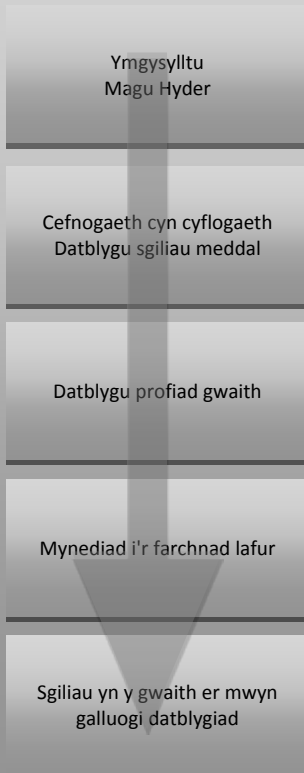 Ymgysylltu
Magu Hyder
Cefnogaeth cyn cyflogaeth
Datblygu sgiliau meddal
Datblygu profiad gwaith
Mynediad i'r farchnad lafur
Sgiliau yn y gwaith er mwyn
galluogi datblygiad